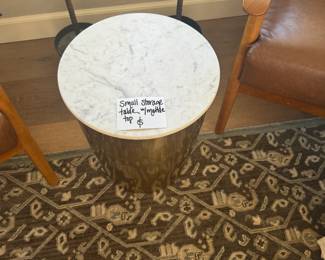 Small storage
table w/marble
top